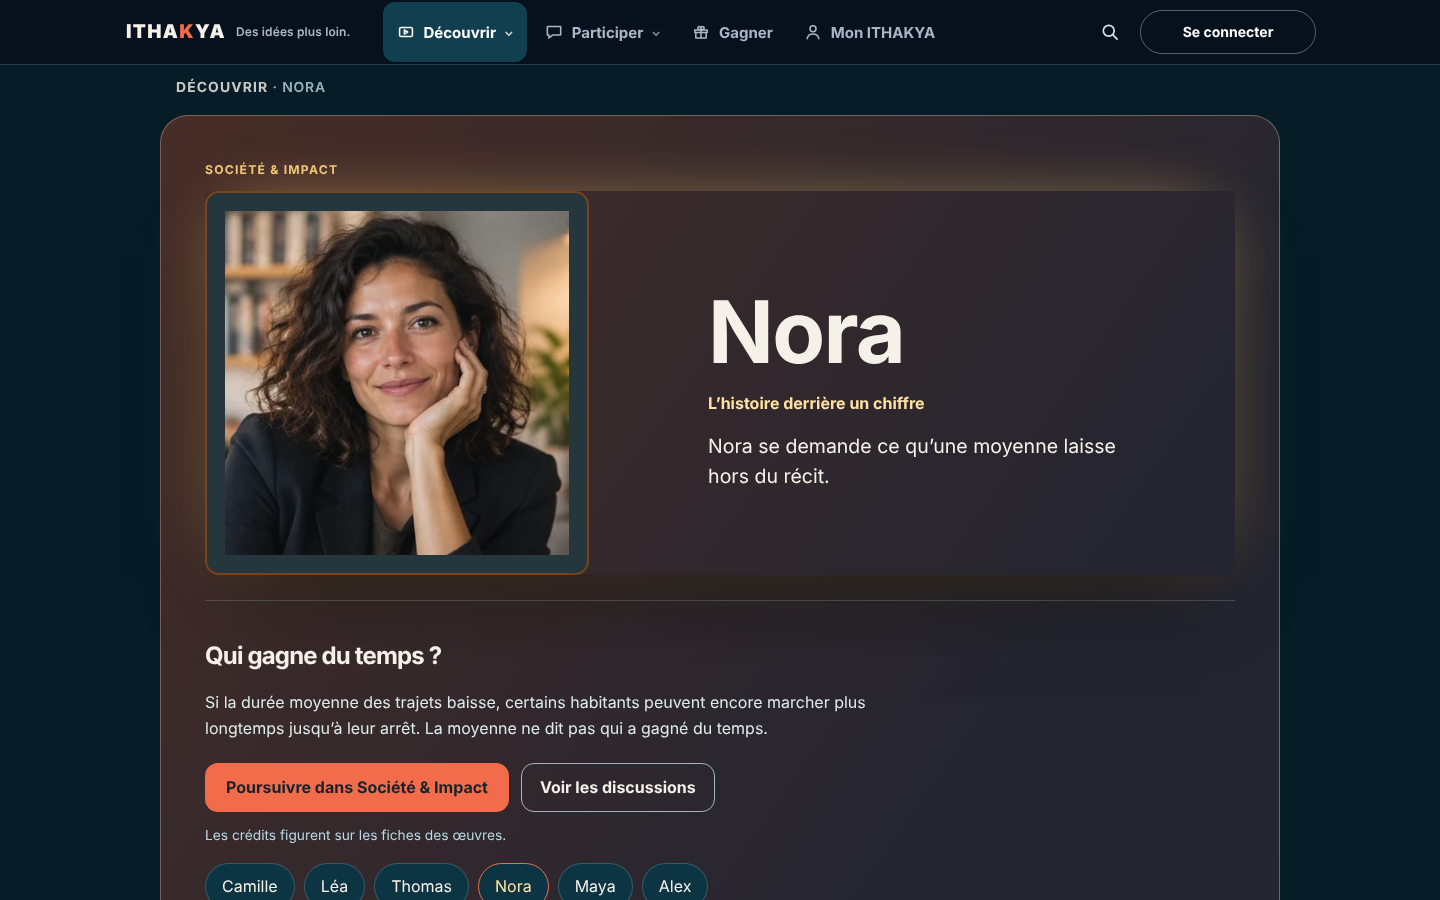 ITHAKYA Des idées plus loin. Découvrir Participer Gagner Mon ITHAKYA Se connecter
DÉCOUVRIR · NORA
SOCIÉTÉ & IMPACT
Nora
L’histoire derrière un chiffre
Nora se demande ce qu’une moyenne laisse
hors du récit.
Qui gagne du temps ?
Si la durée moyenne des trajets baisse, certains habitants peuvent encore marcher plus
longtemps jusqu’à leur arrêt. La moyenne ne dit pas qui a gagné du temps.
Poursuivre dans Société & Impact Voir les discussions
Les crédits figurent sur les fiches des œuvres.
Camille Léa Thomas Nora Maya Alex